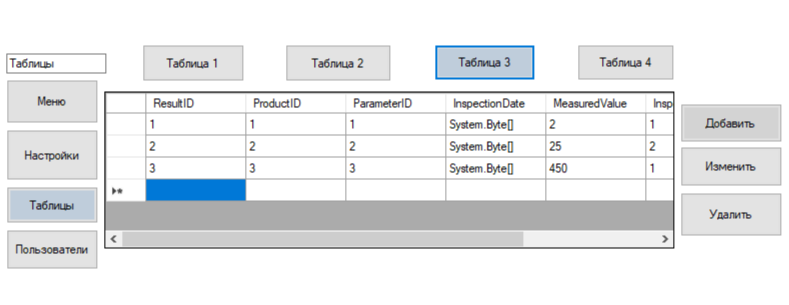 Таблицы
Таблица 1 Таблица 2 Таблица 3 Таблица 4
Меню
Настройки
Таблицы
Пользователи
ResultID ProductID ParameterID InspectionDate MeasuredValue Insp
1 1 1 System.Byte[] 2 1
2 2 2 System.Byte[] 25 2
3 3 3 System.Byte[] 450 1
Добавить
Изменить
Удалить